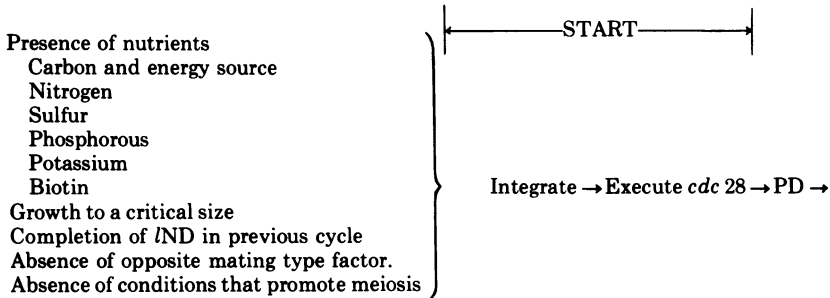 START
Presence of nutrients
Carbon and energy source
Nitrogen
Sulfur
Phosphorous
Potassium
Biotin
Integrate → Execute cdc 28 → PD →
Growth to a critical size
Completion of lND in previous cycle
Absence of opposite mating type factor.
Absence of conditions that promote meiosis